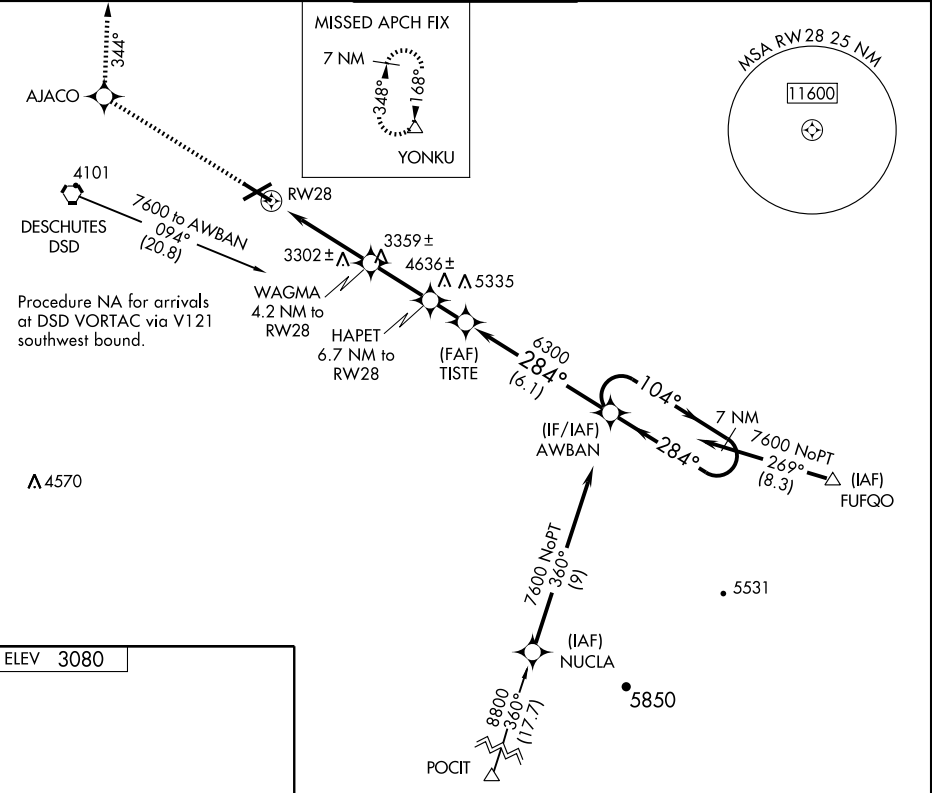 MISSED APCH FIX
7 NM
348°
168°
YONKU
MSA RW 28 25 NM
11600
344°
AJACO
4101
DESCHUTES
DSD
7600 to AWBAN
094°
(20.8)
RW28
3302 ±
3359 ±
4636 ±
5335
WAGMA
4.2 NM to
RW28
HAPET
6.7 NM to
RW28
(FAF)
TISTE
Procedure NA for arrivals
at DSD VORTAC via V121
southwest bound.
6300
284°
(6.1)
(IF/IAF)
AWBAN
104°
7 NM
284°
7600 NoPT
269°
(8.3)
(IAF)
FUFQO
4570
7600 NoPT
360°
(9)
5531
(IAF)
NUCLA
5850
8800
360°
(17.7)
POCIT
ELEV 3080